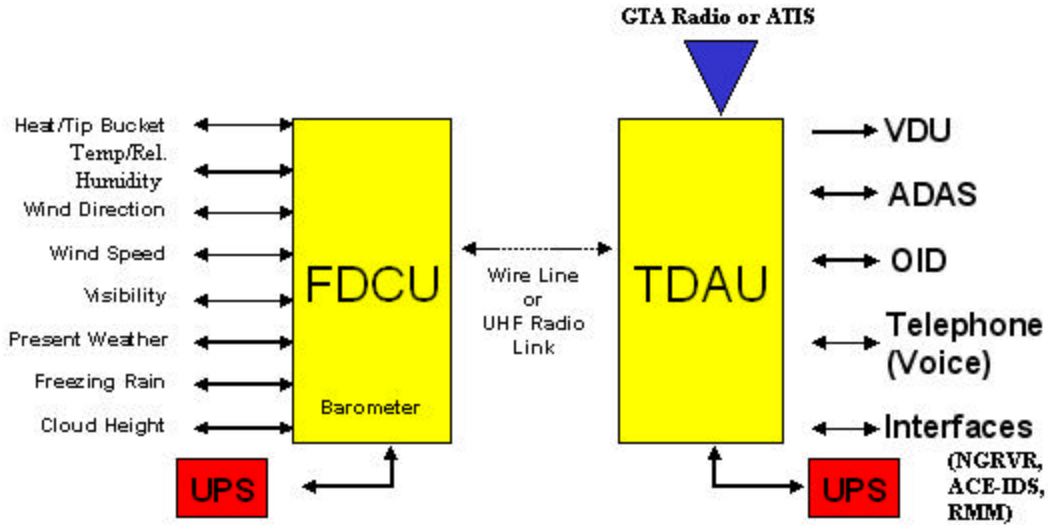 GTA Radio or ATIS
Heat/Tip Bucket
Temp/Rel.
Humidity
Wind Direction
Wind Speed
Visibility
Present Weather
Freezing Rain
Cloud Height
UPS
FDCU
Barometer
Wire Line
or
UHF Radio
Link
TDAU
VDU
ADAS
OID
Telephone
(Voice)
Interfaces
(NGRVR,
ACE-IDS,
RMM)
UPS